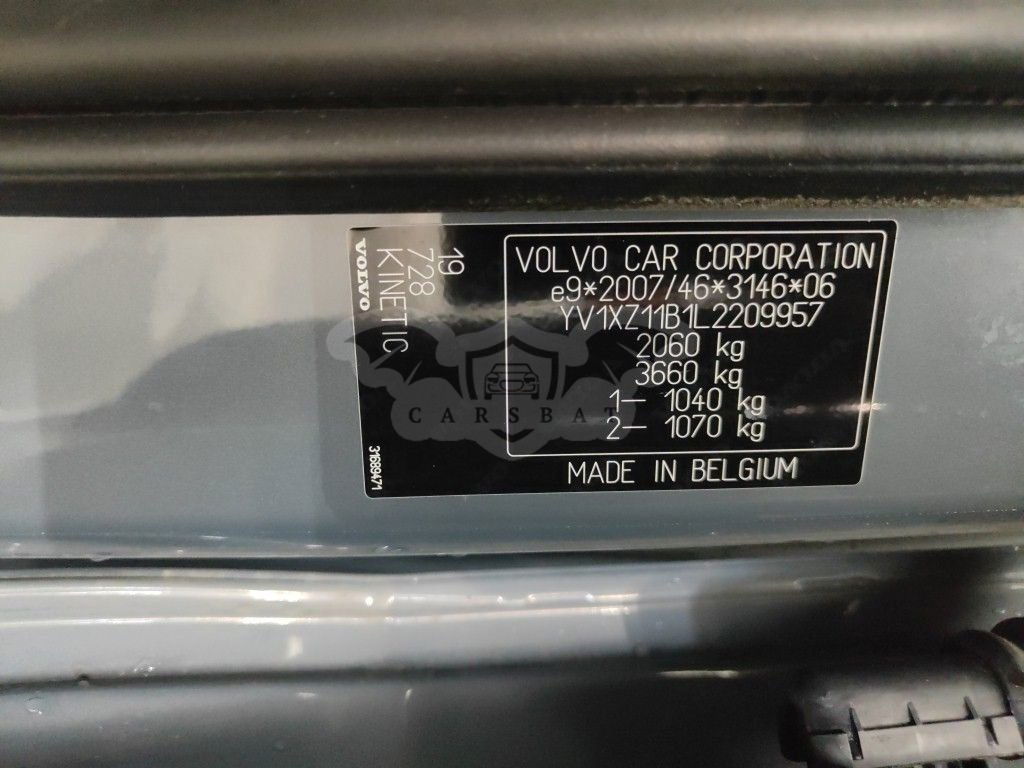 VOLVO CAR CORPORATION
e9*2007/46*3146*06
YV1XZ11B1L2209957
2060 kg
3660 kg
1— 1040 kg
2— 1070 kg
MADE IN BELGIUM
19
728
KINETIC
VOLVO
31689471
CARSBAT